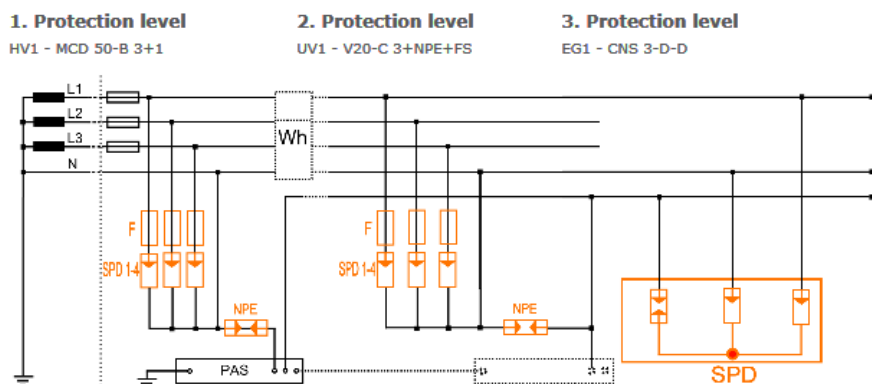 1. Protection level
HV1 - MCD 50-B 3+1
2. Protection level
UV1 - V20-C 3+NPE+FS
3. Protection level
EG1 - CNS 3-D-D
L1
L2
L3
N
Wh
F
SPD 1-4
NPE
F
SPD 1-4
NPE
PAS
SPD